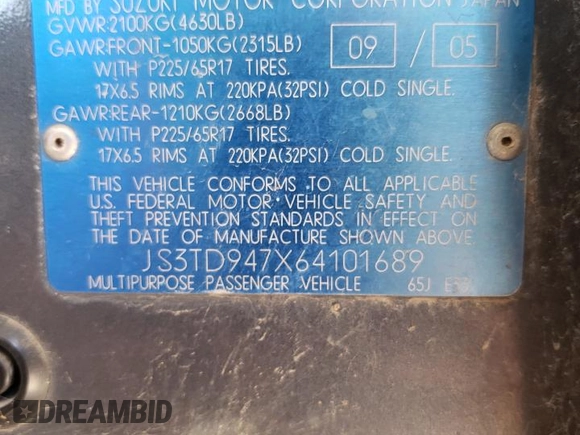 MFD BY SUZUKI MOTOR CORPORATION JAPAN
GVWR:2100KG(4630LB)
GAWR:FRONT-1050KG(2315LB) 09 / 05
WITH P225/65R17 TIRES.
17X6.5 RIMS AT 220KPA(32PSI) COLD SINGLE.
GAWR:REAR-1210KG(2668LB)
WITH P225/65R17 TIRES.
17X6.5 RIMS AT 220KPA(32PSI) COLD SINGLE.
THIS VEHICLE CONFORMS TO ALL APPLICABLE
U.S. FEDERAL MOTOR VEHICLE SAFETY AND
THEFT PREVENTION STANDARDS IN EFFECT ON
THE DATE OF MANUFACTURE SHOWN ABOVE.
JS3TD947X64101689
MULTIPURPOSE PASSENGER VEHICLE 65J
DREAMBID